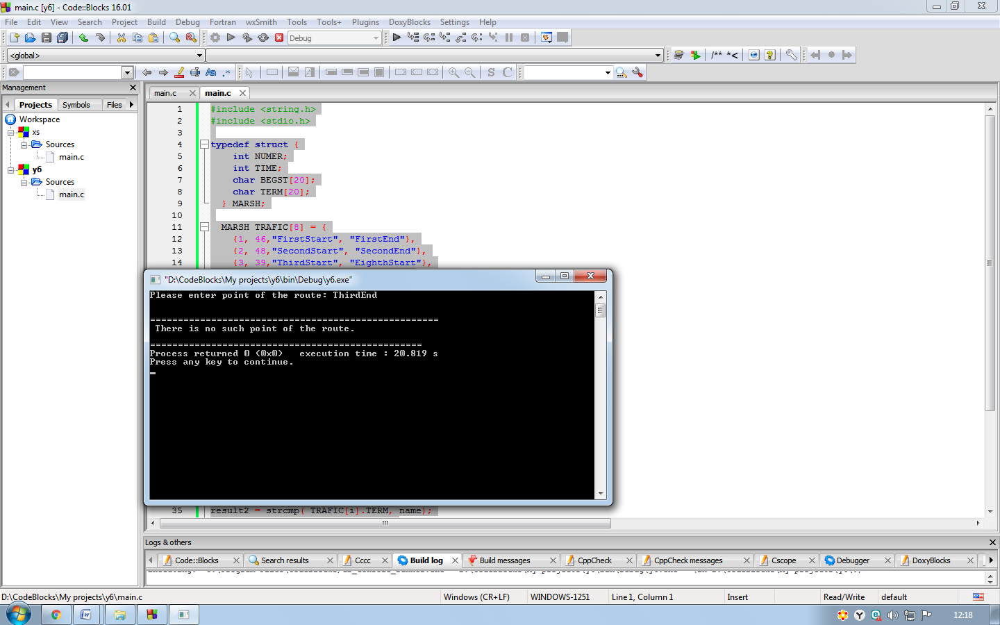 main.c [y6] - Code::Blocks 16.01
File Edit View Search Project Build Debug Fortran wxSmith Tools Tools+ Plugins DoxyBlocks Settings Help
Debug
<global>
/** *<
Aa .*
S C
Management
Projects Symbols Files
Workspace
xs
Sources
main.c
y6
Sources
main.c
main.c main.c
1 #include <string.h>
2 #include <stdio.h>
3
4 typedef struct {
5 int NUMER;
6 int TIME;
7 char BEGST[20];
8 char TERM[20];
9 } MARSH;
10
11 MARSH TRAFIC[8] = {
12 {1, 46,"FirstStart", "FirstEnd"},
13 {2, 48,"SecondStart", "SecondEnd"},
14 {3, 39,"ThirdStart", "EighthStart"},
"D:\CodeBlocks\My projects\y6\bin\Debug\y6.exe"
Please enter point of the route: ThirdEnd
====================================================
There is no such point of the route.
=================================================
Process returned 0 (0x0) execution time : 20.819 s
Press any key to continue.
35 result2 = strcmp( TRAFIC[i].TERM, name);
Logs & others
Code::Blocks Search results Cccc Build log Build messages CppCheck CppCheck messages Cscope Debugger DoxyBlocks
D:\CodeBlocks\My projects\y6\main.c Windows (CR+LF) WINDOWS-1251 Line 1, Column 1 Insert Read/Write default
12:18